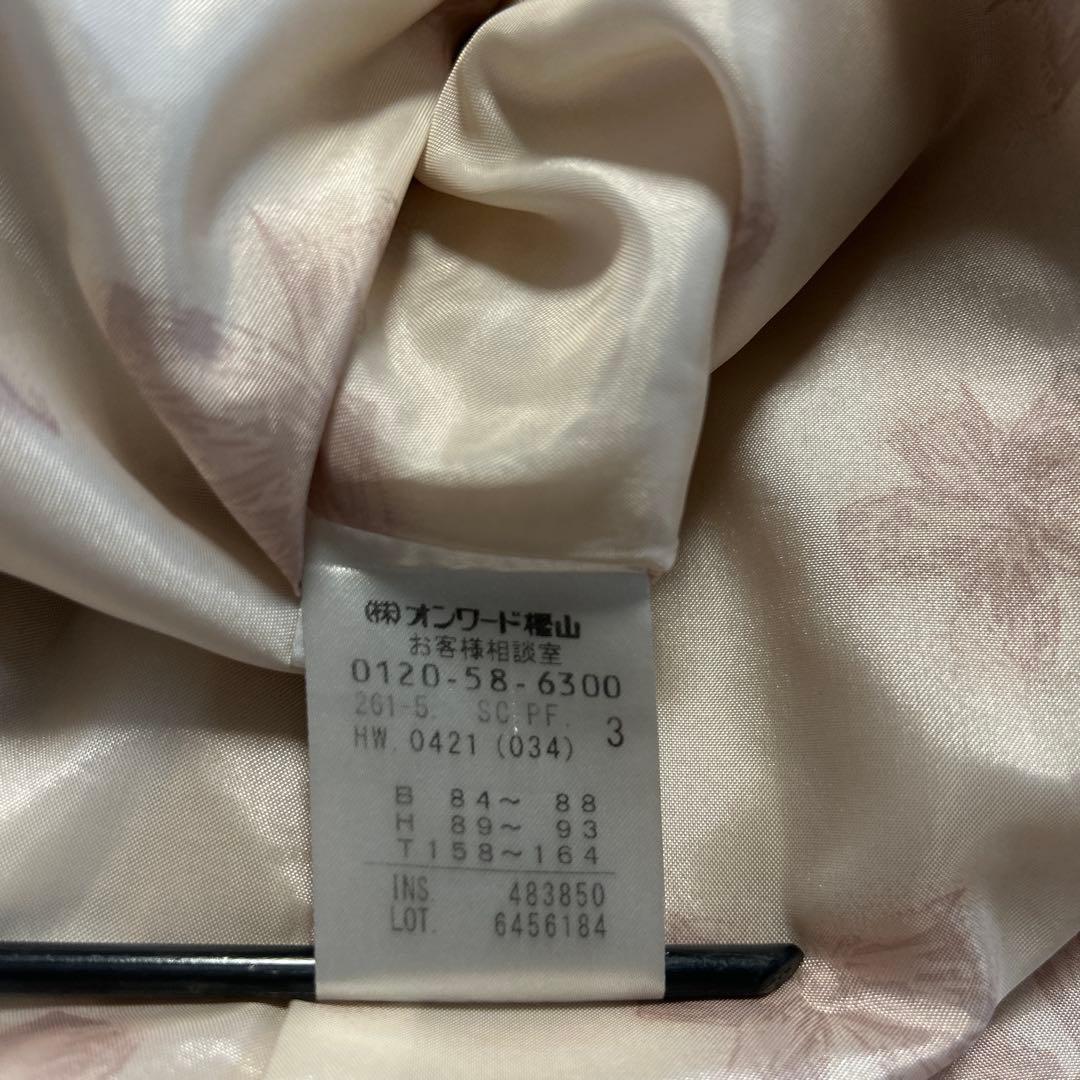 ㈱オンワード樫山
お客様相談室
0120-58-6300
261-5. SC PF. 3
HW. 0421 (034)
B 84～ 88
H 89～ 93
T158～164
INS. 483850
LOT. 6456184